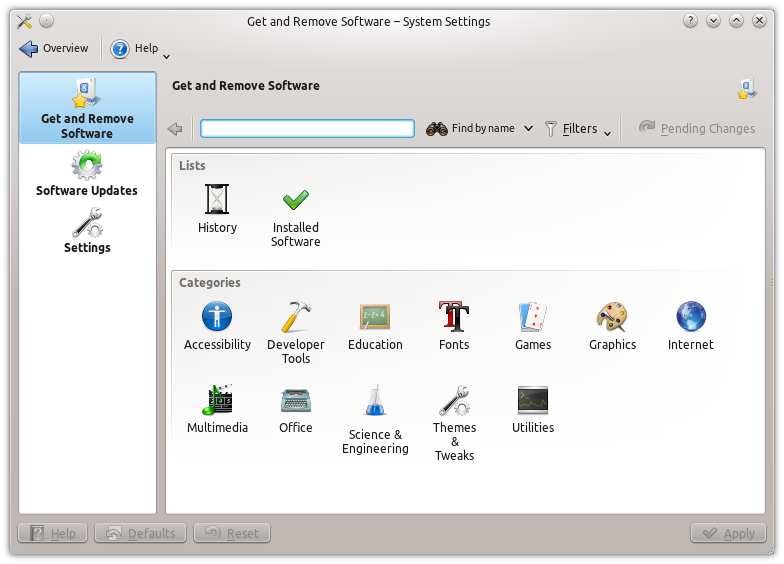 Get and Remove Software – System Settings
Overview
Help
Get and Remove
Software
Software Updates
Settings
Get and Remove Software
Find by name
Filters
Pending Changes
Lists
History
Installed
Software
Categories
Accessibility
Developer
Tools
Education
Fonts
Games
Graphics
Internet
Multimedia
Office
Science &
Engineering
Themes
&
Tweaks
Utilities
Help
Defaults
Reset
Apply